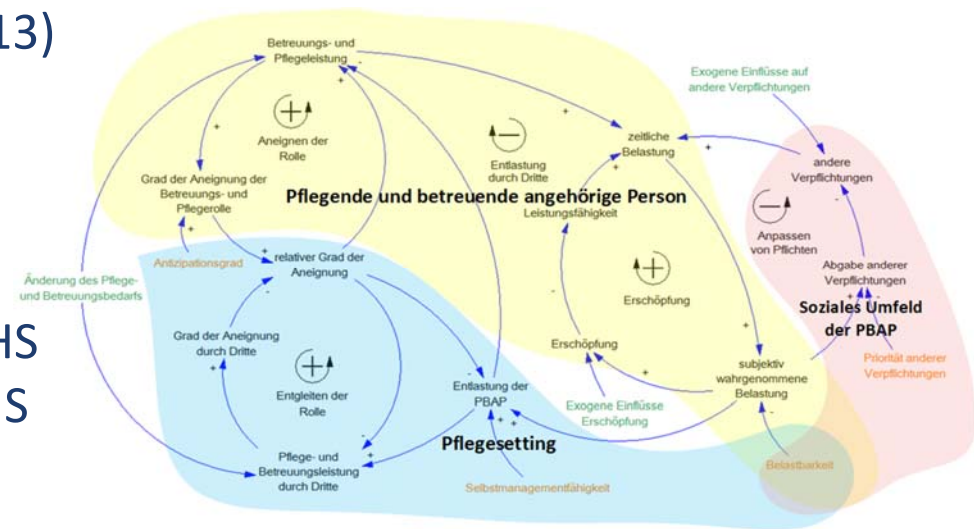 13)
HS
S
Betreuungs- und
Pflegeleistung
Exogene Einflüsse auf
andere Verpflichtungen
+
+
+
-
Aneignen der
Rolle
-
Entlastung
durch Dritte
zeitliche
Belastung
+
+
andere
Verpflichtungen
Grad der Aneignung der
Betreuungs- und
Pflegerolle
Pflegende und betreuende angehörige Person
Leistungsfähigkeit
-
-
Anpassen
von Pflichten
+
Antizipationsgrad
+
relativer Grad der
Aneignung
Änderung des Pflege-
und Betreuungsbedarfs
-
-
+
Erschöpfung
Abgabe anderer
Verpflichtungen
+
-
Soziales Umfeld
der PBAP
Grad der Aneignung
durch Dritte
+
+
Entgleiten der
Rolle
-
Erschöpfung
+
+
subjektiv
wahrgenommene
Belastung
Priorität anderer
Verpflichtungen
Entlastung der
PBAP
+
+
Exogene Einflüsse
Erschöpfung
-
Pflegesetting
-
+
Pflege- und
Betreuungsleistung
durch Dritte
Belastbarkeit
Selbstmanagementfähigkeit